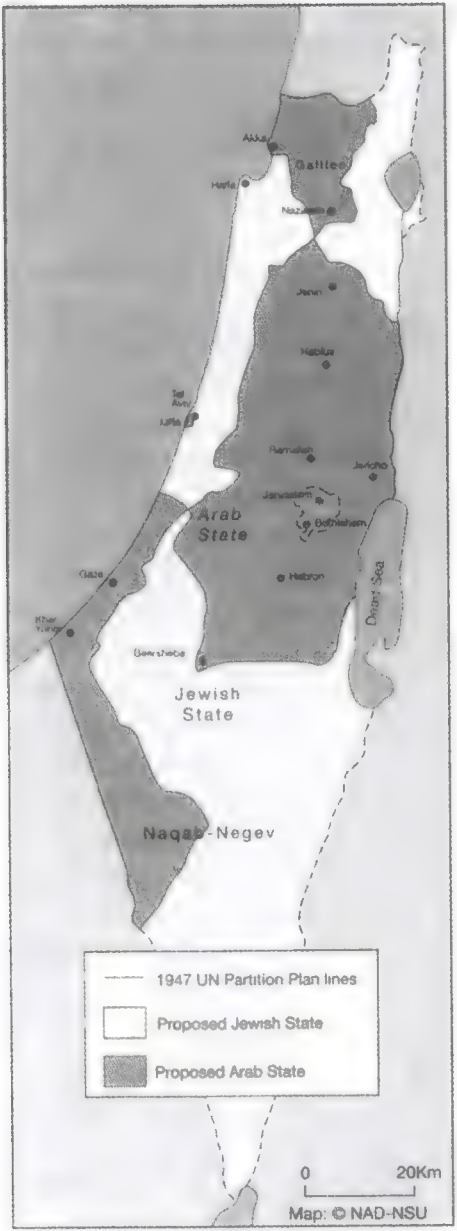 Akka
Galilee
Haifa
Nazareth
Jenin
Nablus
Tel
Aviv
Jaffa
Ramallah
Jericho
Jerusalem
Arab
State
Bethlehem
Gaza
Hebron
Dead Sea
Khan
Yunis
Beersheba
Jewish
State
Naqab-Negev
1947 UN Partition Plan lines
Proposed Jewish State
Proposed Arab State
0 20Km
Map: © NAD-NSU